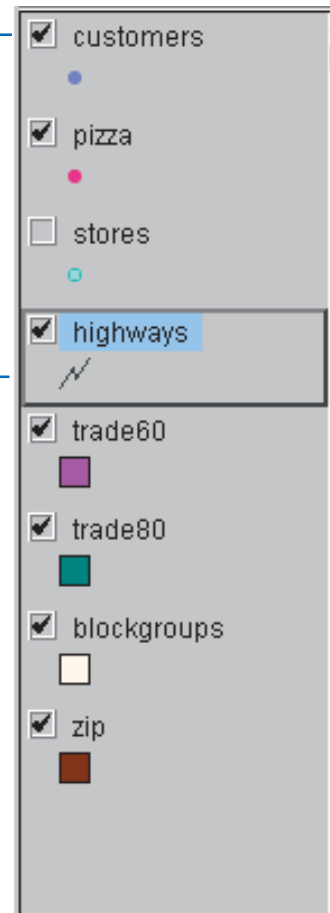 customers
pizza
stores
highways
trade60
trade80
blockgroups
zip